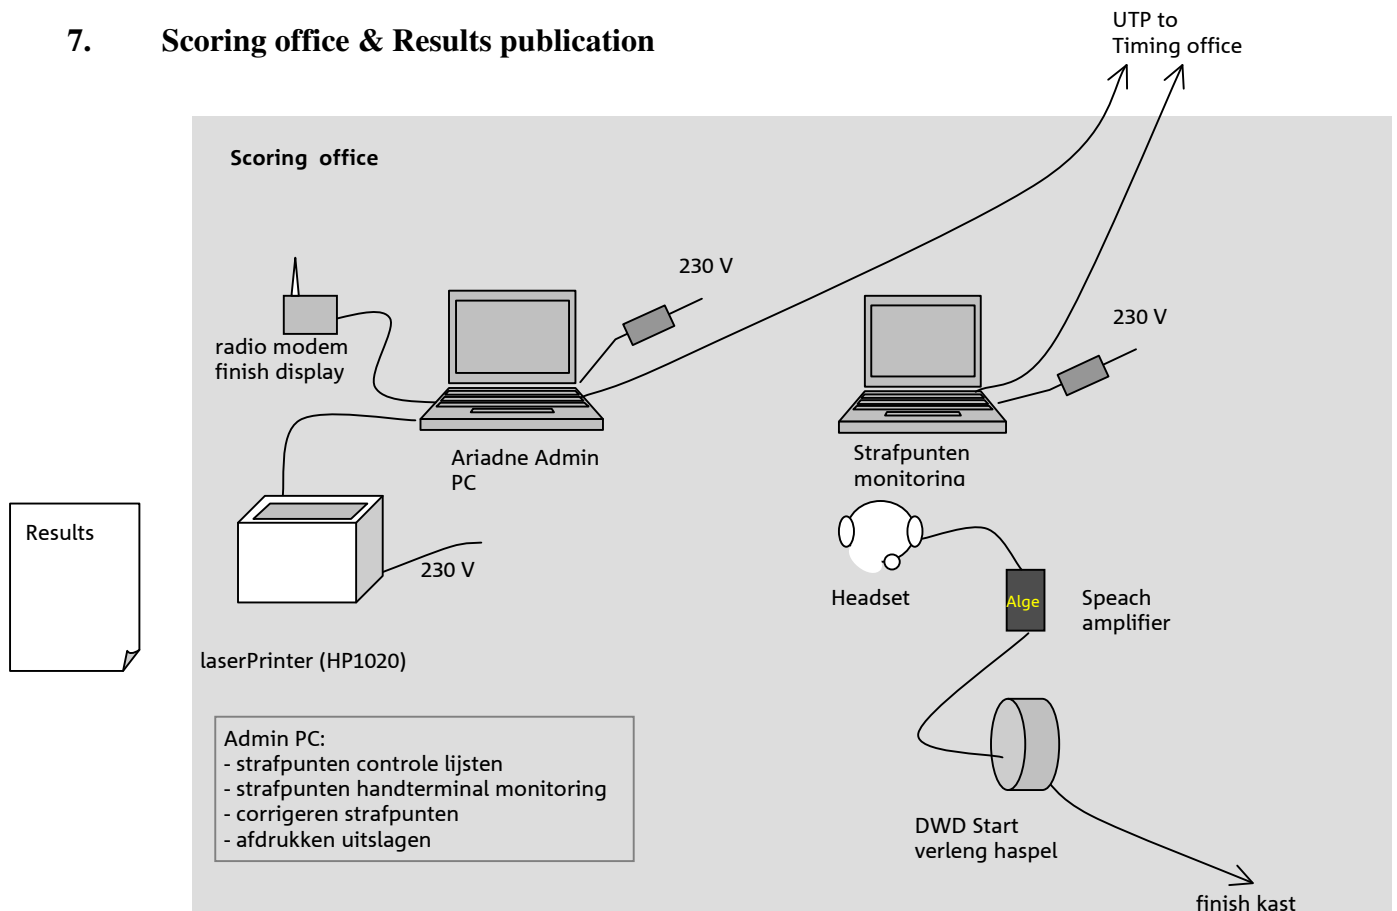 7. Scoring office & Results publication
UTP to
Timing office
Scoring office
230 V
230 V
radio modem
finish display
Ariadne Admin
PC
Strafpunten
monitoring
Results
230 V
Headset
Alge
Speach
amplifier
laserPrinter (HP1020)
Admin PC:
- strafpunten controle lijsten
- strafpunten handterminal monitoring
- corrigeren strafpunten
- afdrukken uitslagen
DWD Start
verleng haspel
finish kast